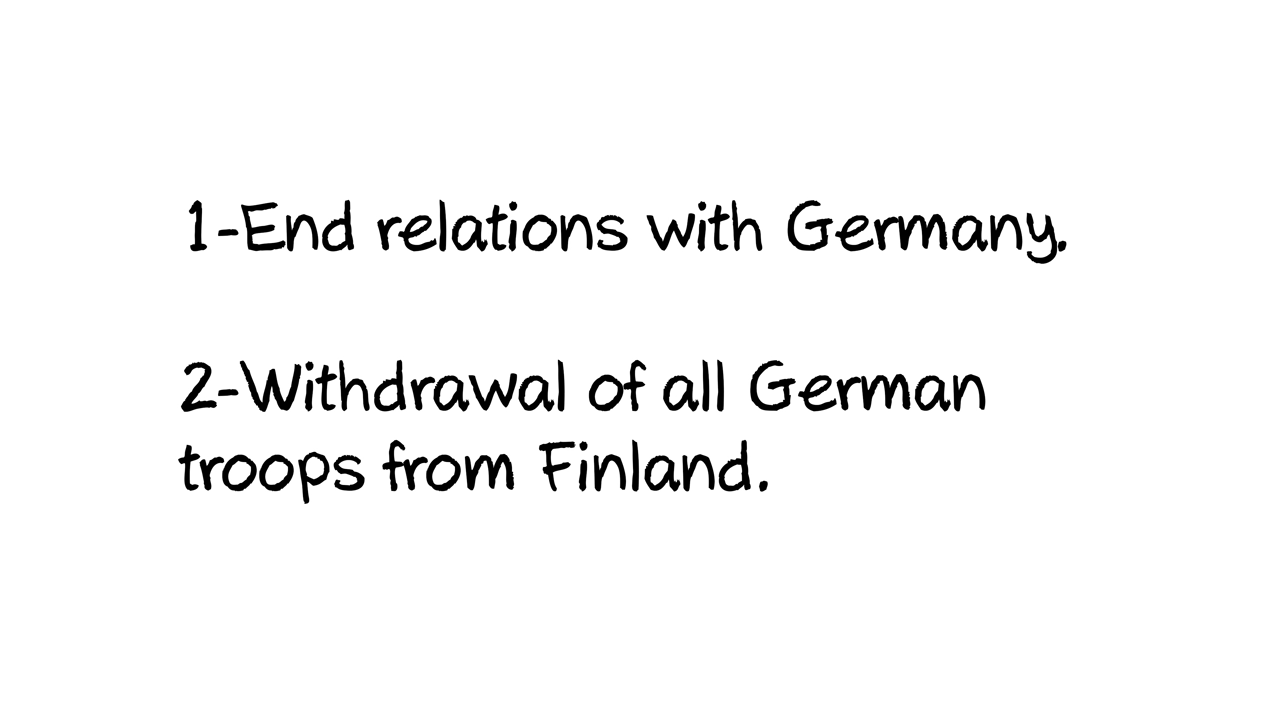 1-End relations with Germany.
2-Withdrawal of all German
troops from Finland.